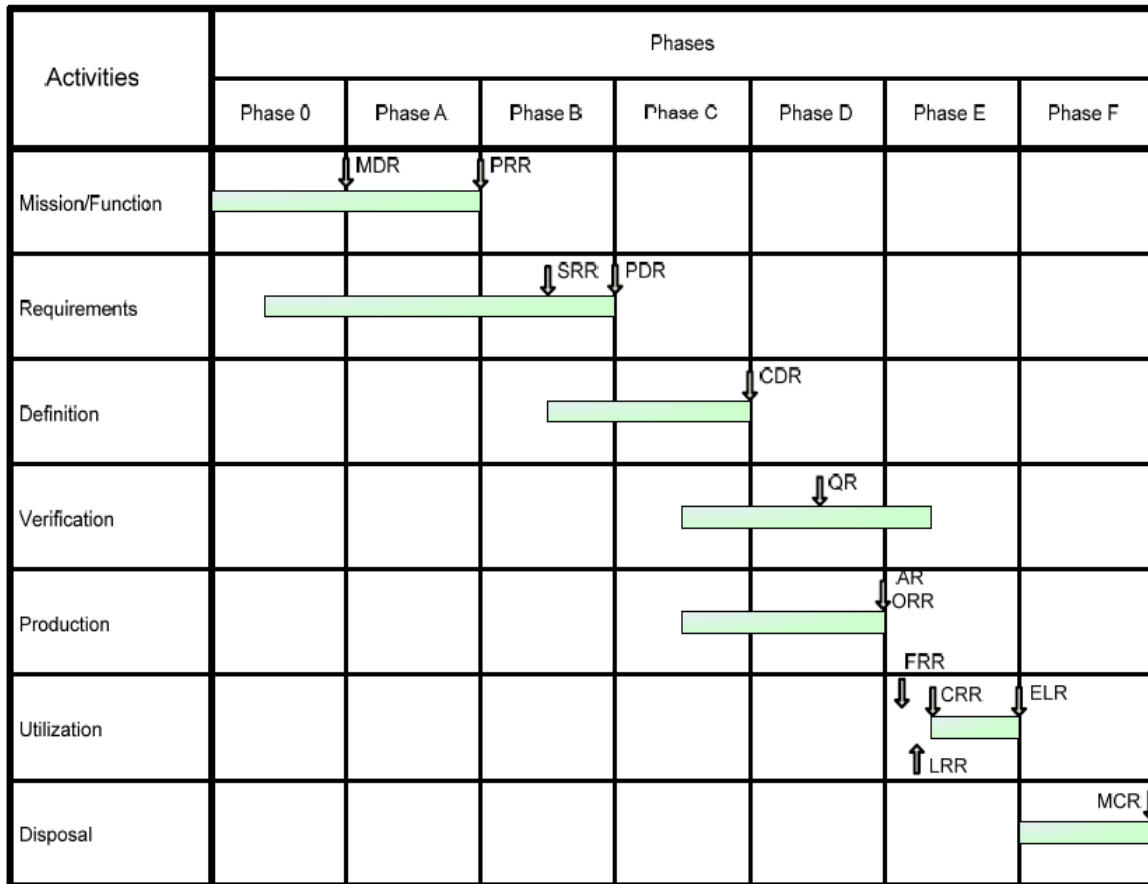 Activities
Phases
Phase 0
Phase A
Phase B
Phase C
Phase D
Phase E
Phase F
Mission/Function
MDR
PRR
Requirements
SRR
PDR
Definition
CDR
Verification
QR
Production
AR
ORR
Utilization
FRR
CRR
ELR
LRR
Disposal
MCR